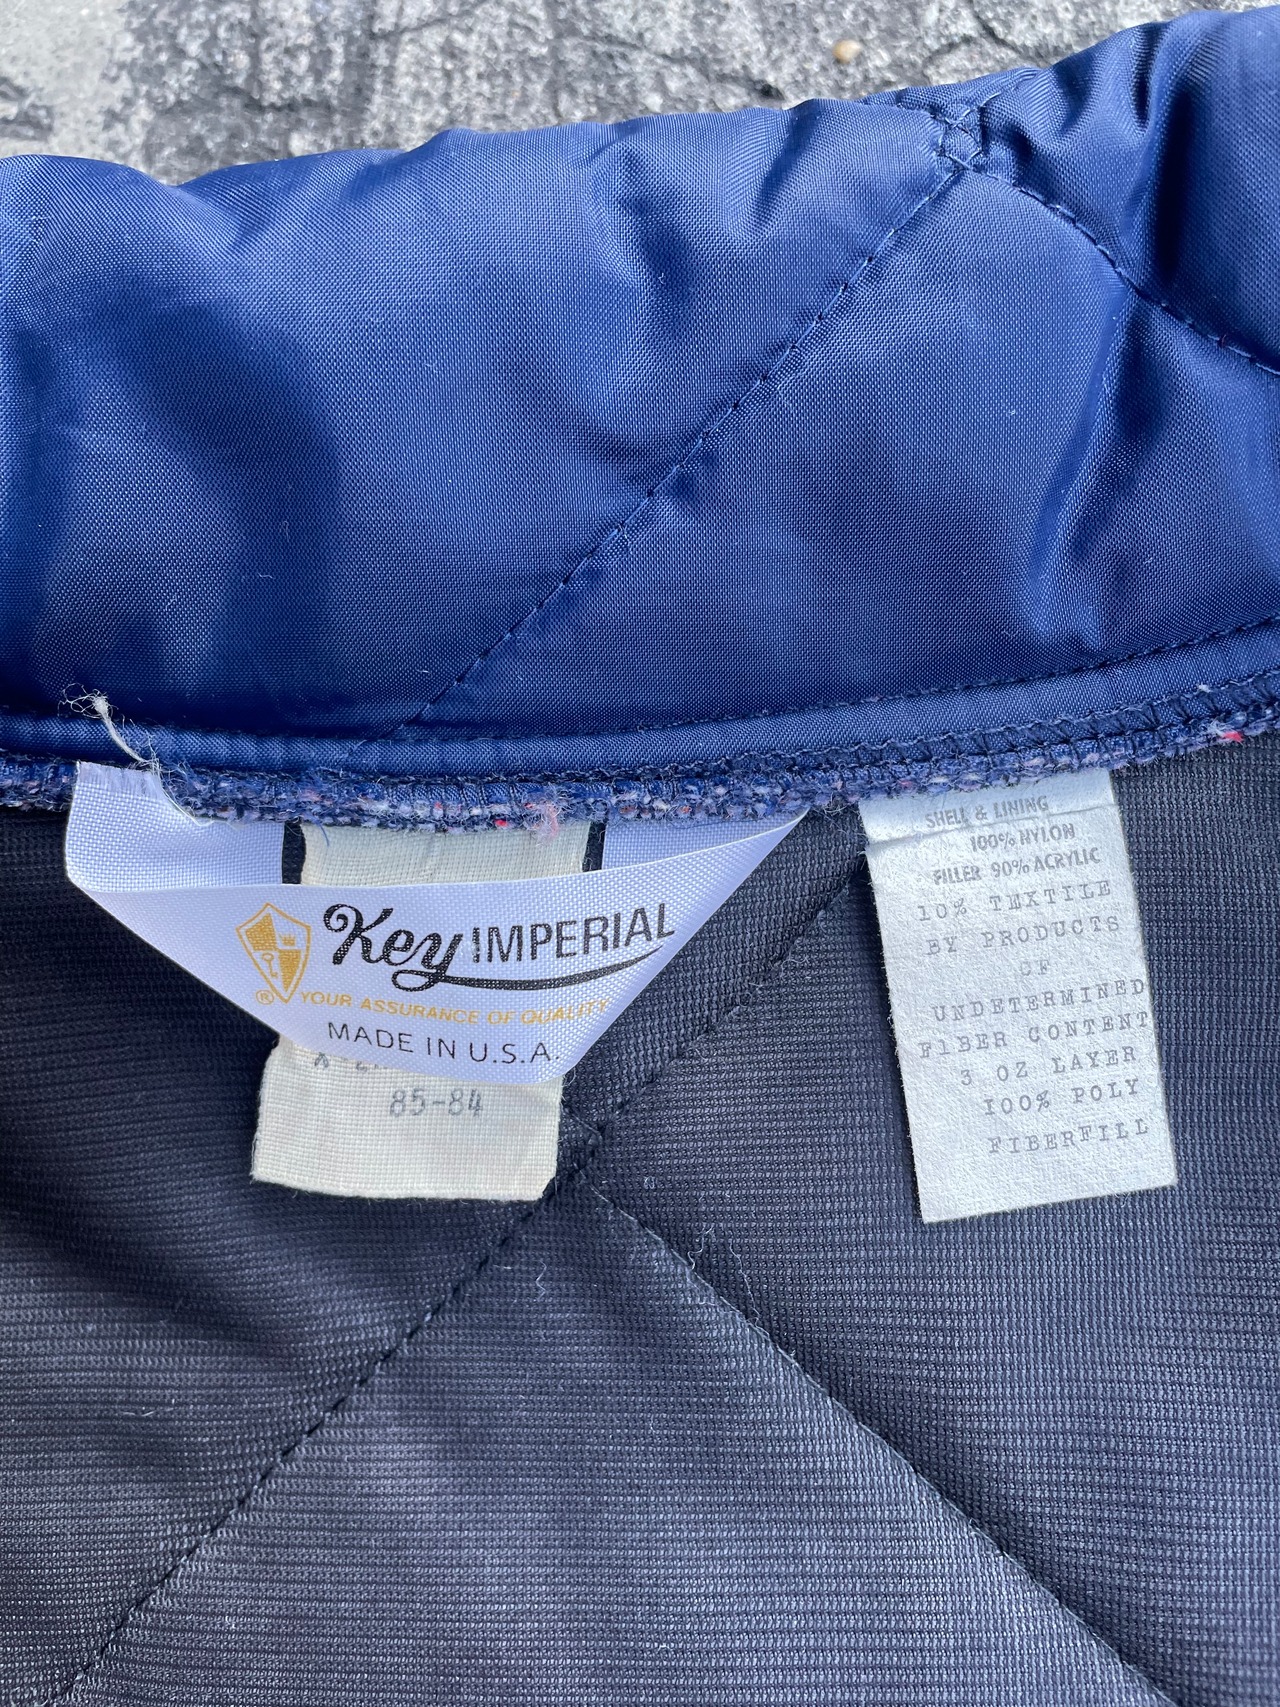 Key IMPERIAL
® YOUR ASSURANCE OF QUALITY
MADE IN U.S.A.
85-84
SHELL & LINING
100% NYLON
FILLER 90% ACRYLIC
10% TEXTILE
BY PRODUCTS
OF
UNDETERMINED
FIBER CONTENT
3 OZ LAYER
100% POLY
FIBERFILL